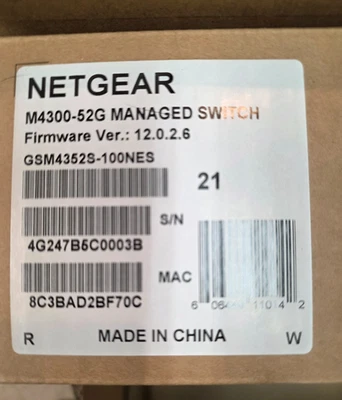 NETGEAR
M4300-52G MANAGED SWITCH
Firmware Ver.: 12.0.2.6
GSM4352S-100NES
21
S/N
4G247B5C0003B
MAC
8C3BAD2BF70C
R
MADE IN CHINA
W